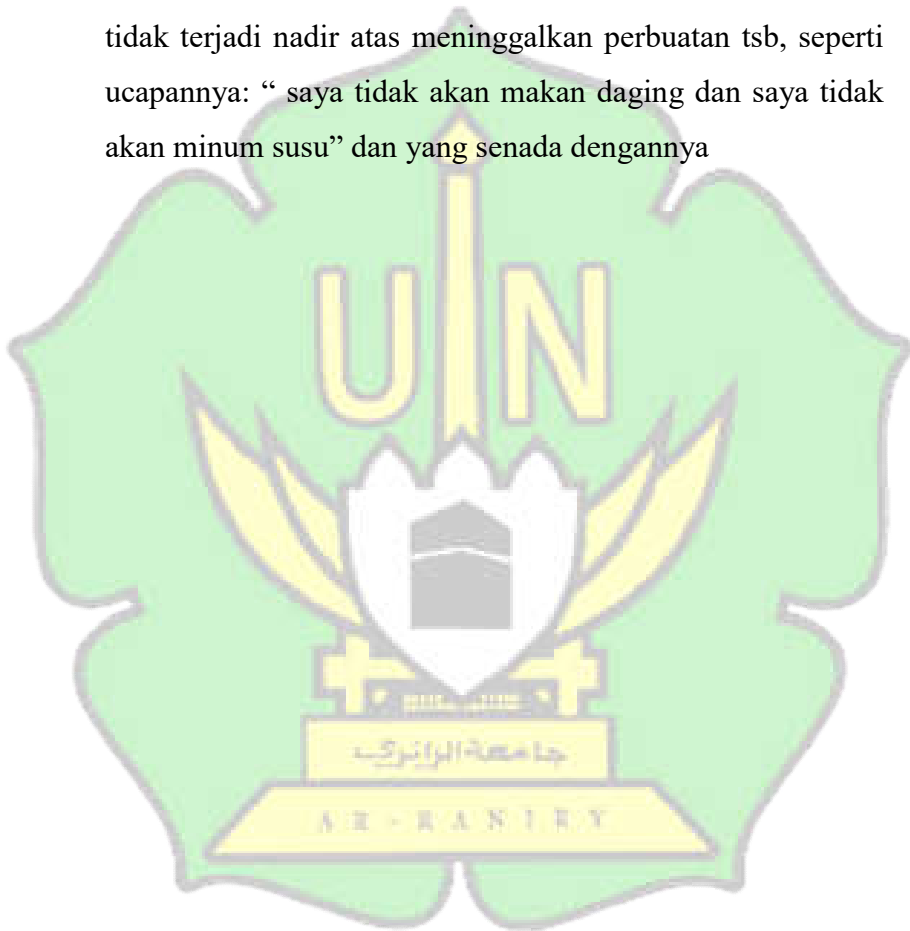 tidak terjadi nadir atas meninggalkan perbuatan tsb, seperti
ucapannya: “ saya tidak akan makan daging dan saya tidak
akan minum susu” dan yang senada dengannya
UIN
جامعة الرانري
AR - RANIRY